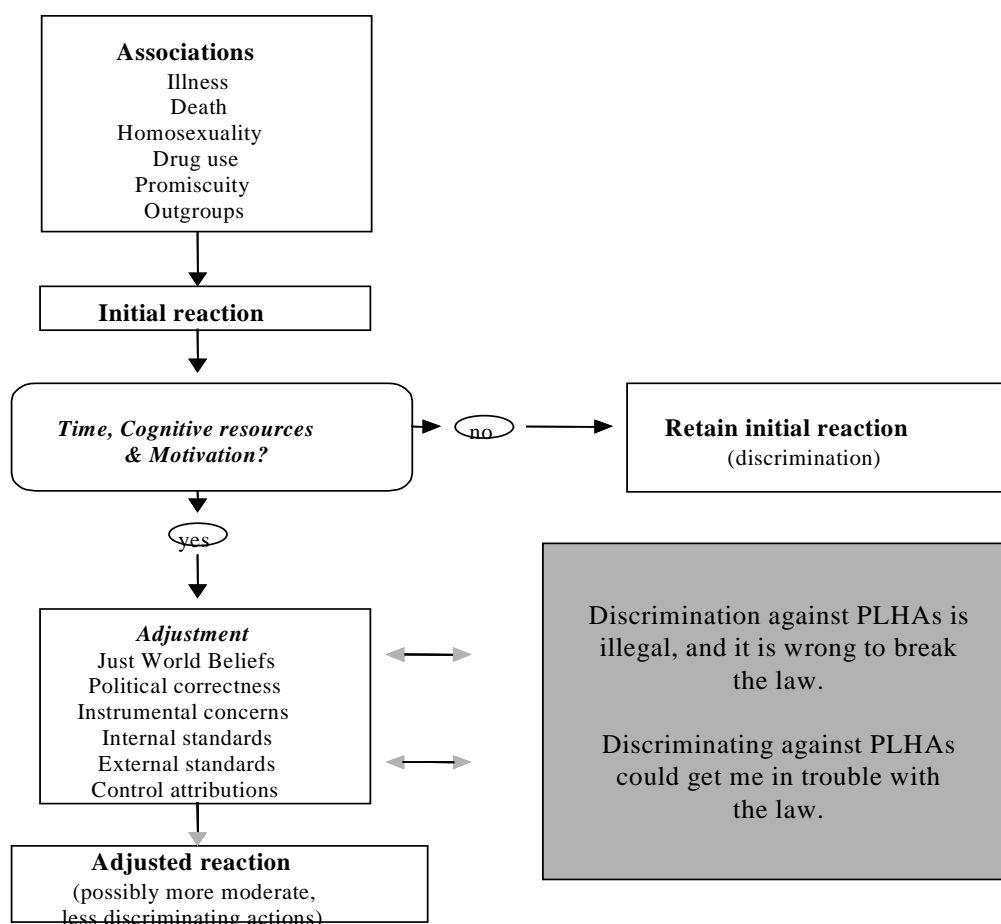 Associations
Illness
Death
Homosexuality
Drug use
Promiscuity
Outgroups
Initial reaction
Time, Cognitive resources
& Motivation?
no
Retain initial reaction
(discrimination)
yes
Adjustment
Just World Beliefs
Political correctness
Instrumental concerns
Internal standards
External standards
Control attributions
Discrimination against PLHAs is
illegal, and it is wrong to break
the law.
Discriminating against PLHAs
could get me in trouble with
the law.
Adjusted reaction
(possibly more moderate,
less discriminating actions)